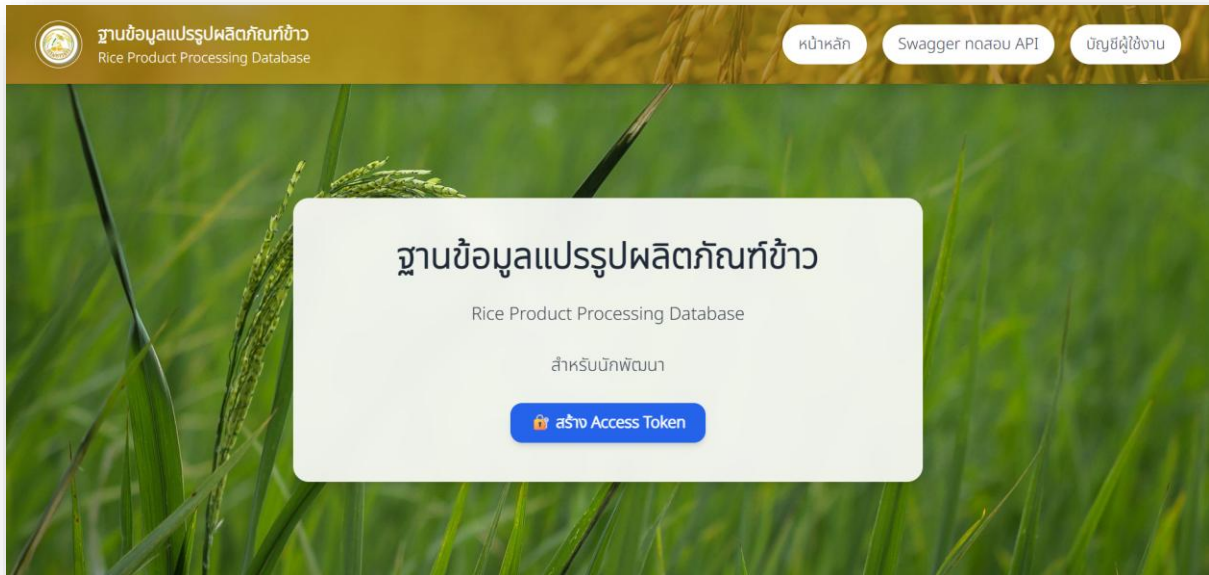 ฐานข้อมูลแปรรูปผลิตภัณฑ์ข้าว
Rice Product Processing Database
หน้าหลัก
Swagger ทดสอบ API
บัญชีผู้ใช้งาน
ฐานข้อมูลแปรรูปผลิตภัณฑ์ข้าว
Rice Product Processing Database
สำหรับนักพัฒนา
สร้าง Access Token